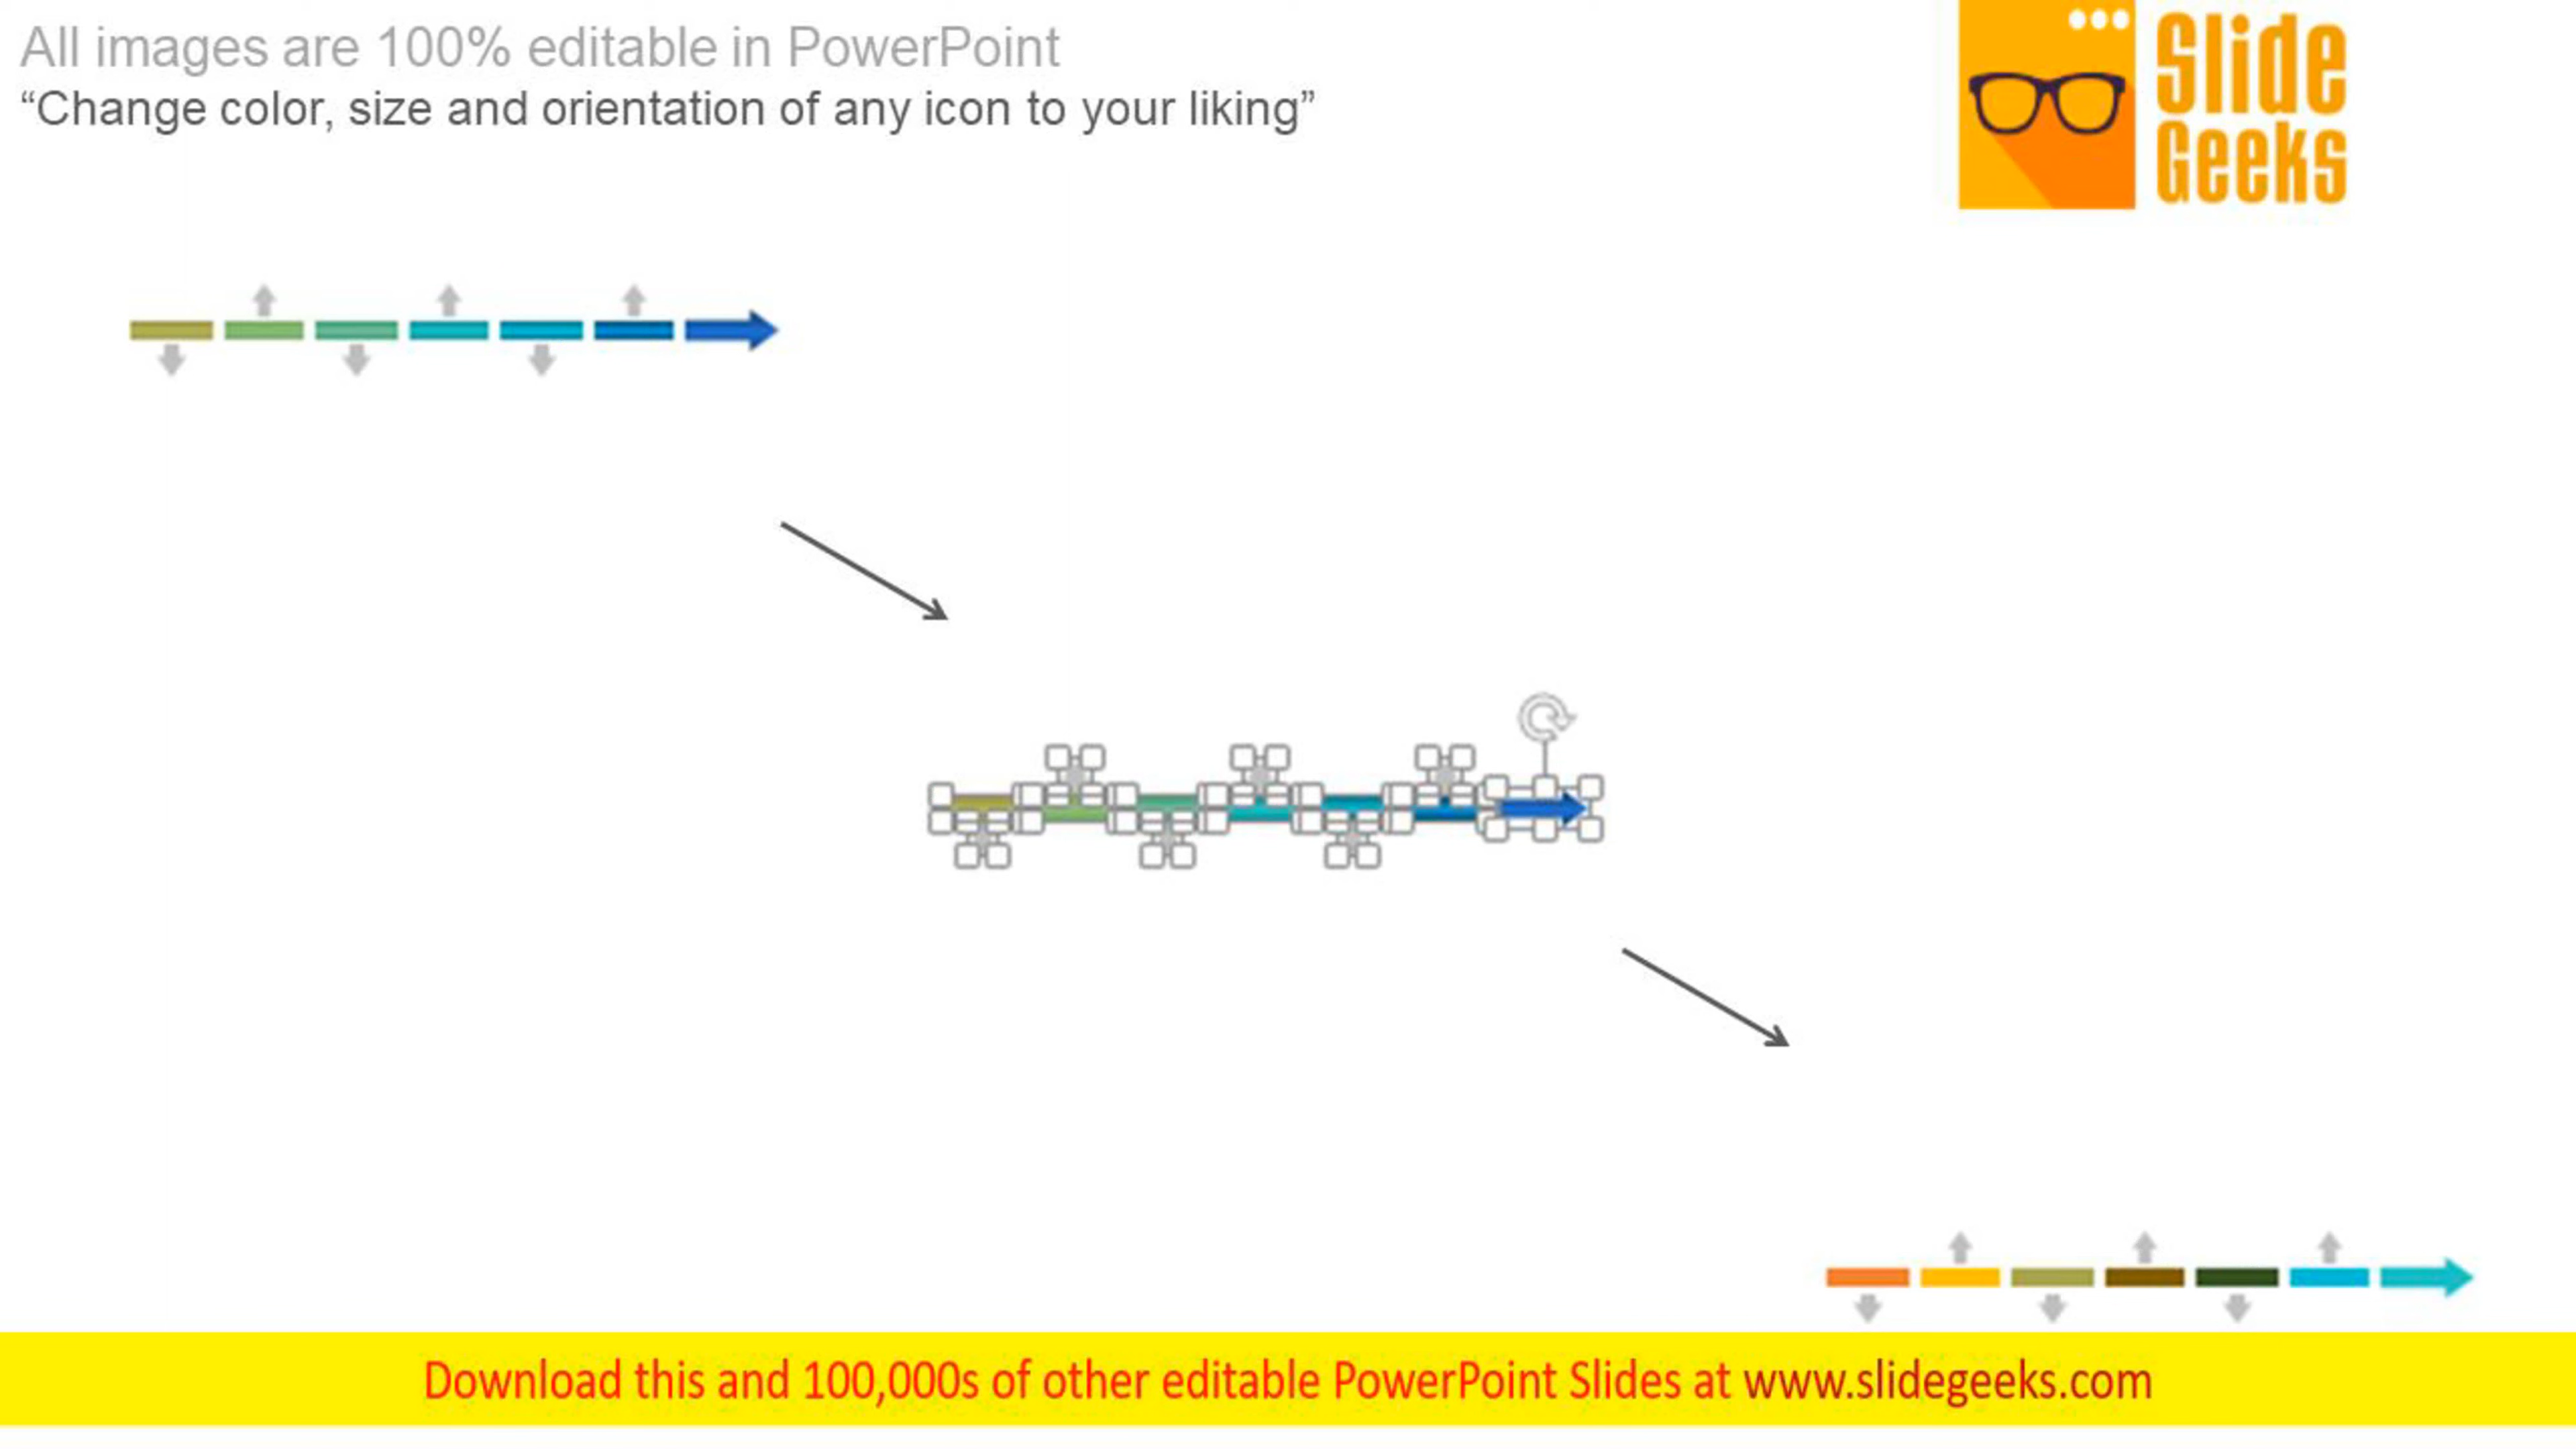 All images are 100% editable in PowerPoint
“Change color, size and orientation of any icon to your liking”
Slide
Geeks
Download this and 100,000s of other editable PowerPoint Slides at www.slidegeeks.com